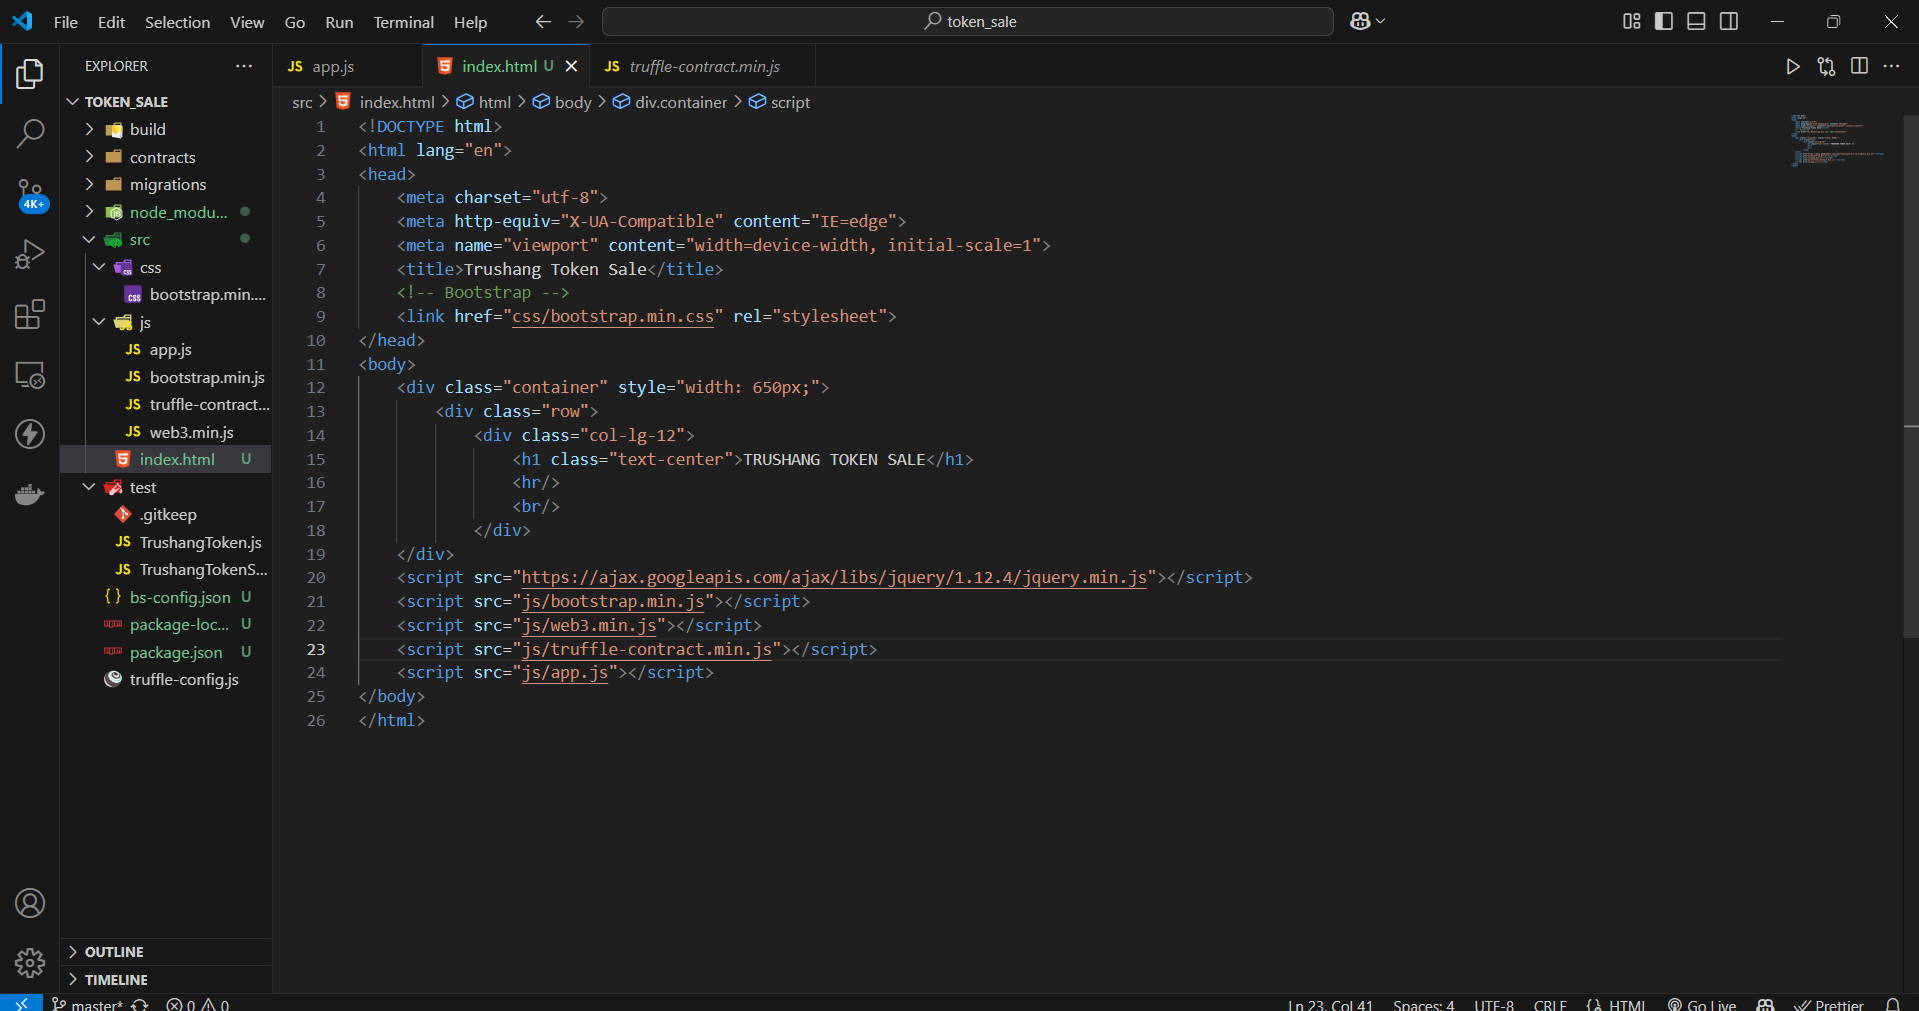 File Edit Selection View Go Run Terminal Help
token_sale
EXPLORER
TOKEN_SALE
build
contracts
migrations
node_modu...
src
css
bootstrap.min....
js
app.js
bootstrap.min.js
truffle-contract...
web3.min.js
index.html U
test
.gitkeep
TrushangToken.js
TrushangTokenS...
bs-config.json U
package-loc... U
package.json U
truffle-config.js
OUTLINE
TIMELINE
4K+
JS app.js
index.html U
JS truffle-contract.min.js
src > index.html > html > body > div.container > script
1 <!DOCTYPE html>
2 <html lang="en">
3 <head>
4 <meta charset="utf-8">
5 <meta http-equiv="X-UA-Compatible" content="IE=edge">
6 <meta name="viewport" content="width=device-width, initial-scale=1">
7 <title>Trushang Token Sale</title>
8 <!-- Bootstrap -->
9 <link href="css/bootstrap.min.css" rel="stylesheet">
10 </head>
11 <body>
12 <div class="container" style="width: 650px;">
13 <div class="row">
14 <div class="col-lg-12">
15 <h1 class="text-center">TRUSHANG TOKEN SALE</h1>
16 <hr/>
17 <br/>
18 </div>
19 </div>
20 <script src="https://ajax.googleapis.com/ajax/libs/jquery/1.12.4/jquery.min.js"></script>
21 <script src="js/bootstrap.min.js"></script>
22 <script src="js/web3.min.js"></script>
23 <script src="js/truffle-contract.min.js"></script>
24 <script src="js/app.js"></script>
25 </body>
26 </html>
master* 0 0
Ln 23, Col 41 Spaces: 4 UTF-8 CRLF {} HTML Go Live Prettier